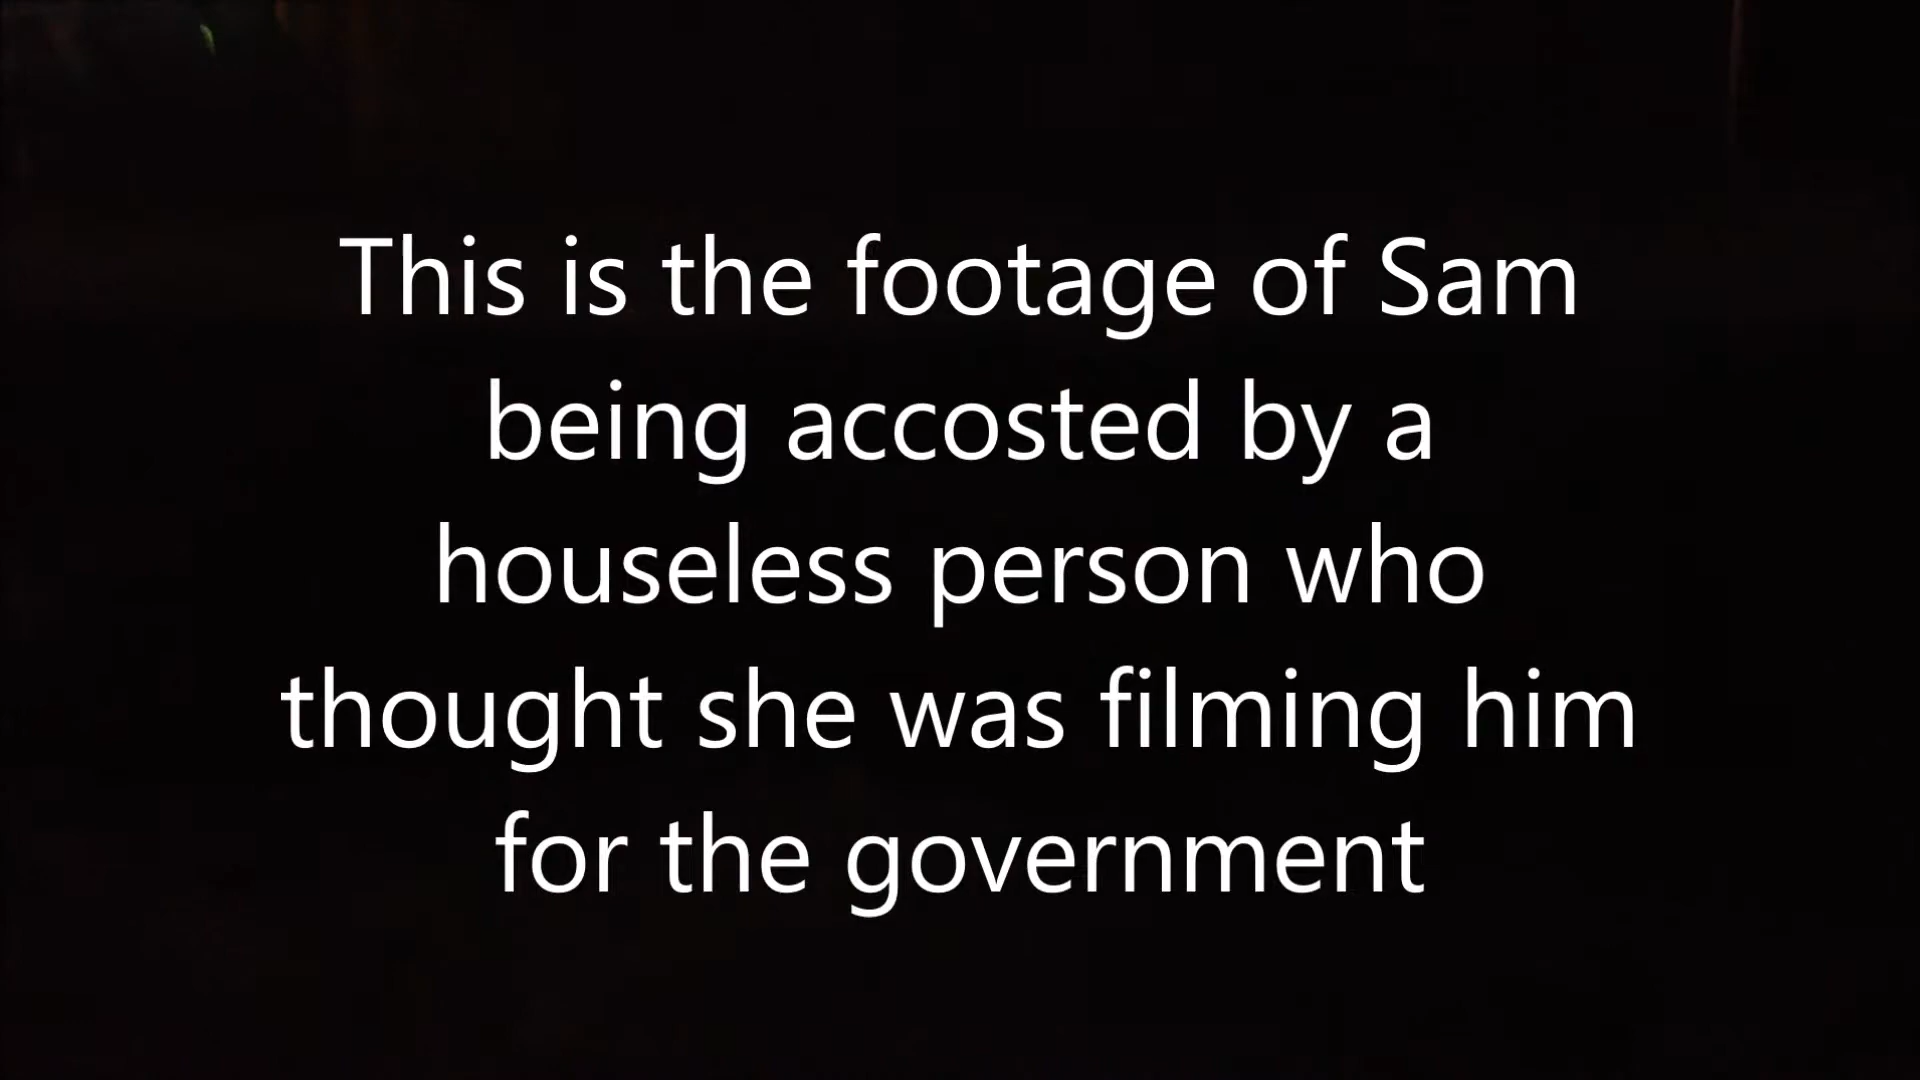 This is the footage of Sam
being accosted by a
houseless person who
thought she was filming him
for the government